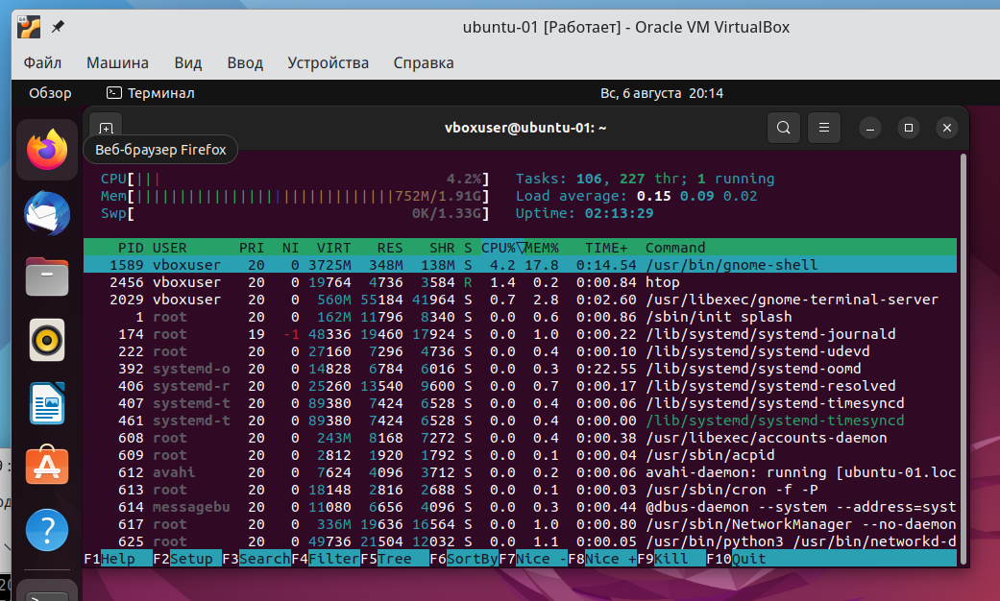 ubuntu-01 [Работает] - Oracle VM VirtualBox
Файл Машина Вид Ввод Устройства Справка
Обзор Терминал Вс, 6 августа 20:14
vboxuser@ubuntu-01: ~
Веб-браузер Firefox
CPU[||| 4.2%] Tasks: 106, 227 thr; 1 running
Mem[||||||||||||||||||||||||||||||752M/1.91G] Load average: 0.15 0.09 0.02
Swp[ 0K/1.33G] Uptime: 02:13:29
PID USER PRI NI VIRT RES SHR S CPU%▽MEM% TIME+ Command
1589 vboxuser 20 0 3725M 348M 138M S 4.2 17.8 0:14.54 /usr/bin/gnome-shell
2456 vboxuser 20 0 19764 4736 3584 R 1.4 0.2 0:00.84 htop
2029 vboxuser 20 0 560M 55184 41964 S 0.7 2.8 0:02.60 /usr/libexec/gnome-terminal-server
1 root 20 0 162M 11796 8340 S 0.0 0.6 0:00.86 /sbin/init splash
174 root 19 -1 48336 19460 17924 S 0.0 1.0 0:00.22 /lib/systemd/systemd-journald
222 root 20 0 27160 7296 4736 S 0.0 0.4 0:00.10 /lib/systemd/systemd-udevd
392 systemd-o 20 0 14828 6784 6016 S 0.0 0.3 0:22.55 /lib/systemd/systemd-oomd
406 systemd-r 20 0 25260 13540 9600 S 0.0 0.7 0:00.17 /lib/systemd/systemd-resolved
407 systemd-t 20 0 89380 7424 6528 S 0.0 0.4 0:00.06 /lib/systemd/systemd-timesyncd
461 systemd-t 20 0 89380 7424 6528 S 0.0 0.4 0:00.00 /lib/systemd/systemd-timesyncd
608 root 20 0 243M 8168 7272 S 0.0 0.4 0:00.38 /usr/libexec/accounts-daemon
609 root 20 0 2812 1920 1792 S 0.0 0.1 0:00.04 /usr/sbin/acpid
612 avahi 20 0 7624 4096 3712 S 0.0 0.2 0:00.06 avahi-daemon: running [ubuntu-01.loc
613 root 20 0 18148 2816 2688 S 0.0 0.1 0:00.03 /usr/sbin/cron -f -P
614 messagebu 20 0 11080 6656 4096 S 0.0 0.3 0:00.44 @dbus-daemon --system --address=syst
617 root 20 0 336M 19636 16564 S 0.0 1.0 0:00.80 /usr/sbin/NetworkManager --no-daemon
625 root 20 0 49736 21504 12032 S 0.0 1.1 0:00.05 /usr/bin/python3 /usr/bin/networkd-d
F1Help F2Setup F3SearchF4FilterF5Tree F6SortByF7Nice -F8Nice +F9Kill F10Quit